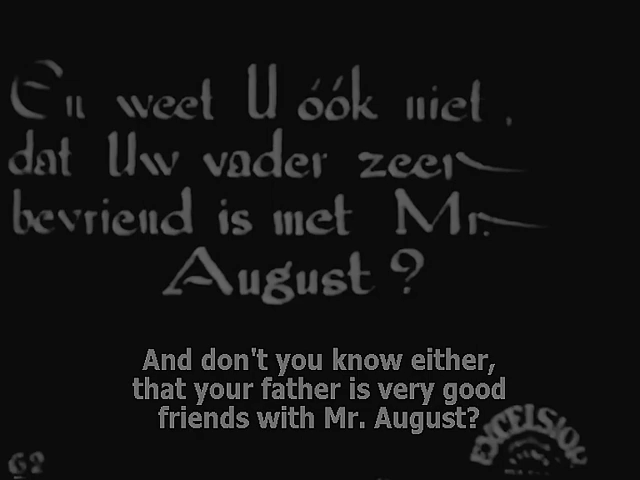 En weet U óók niet,
dat Uw vader zeer
bevriend is met Mr.
August?
And don't you know either,
that your father is very good
friends with Mr. August?
EXCELSIOR
62